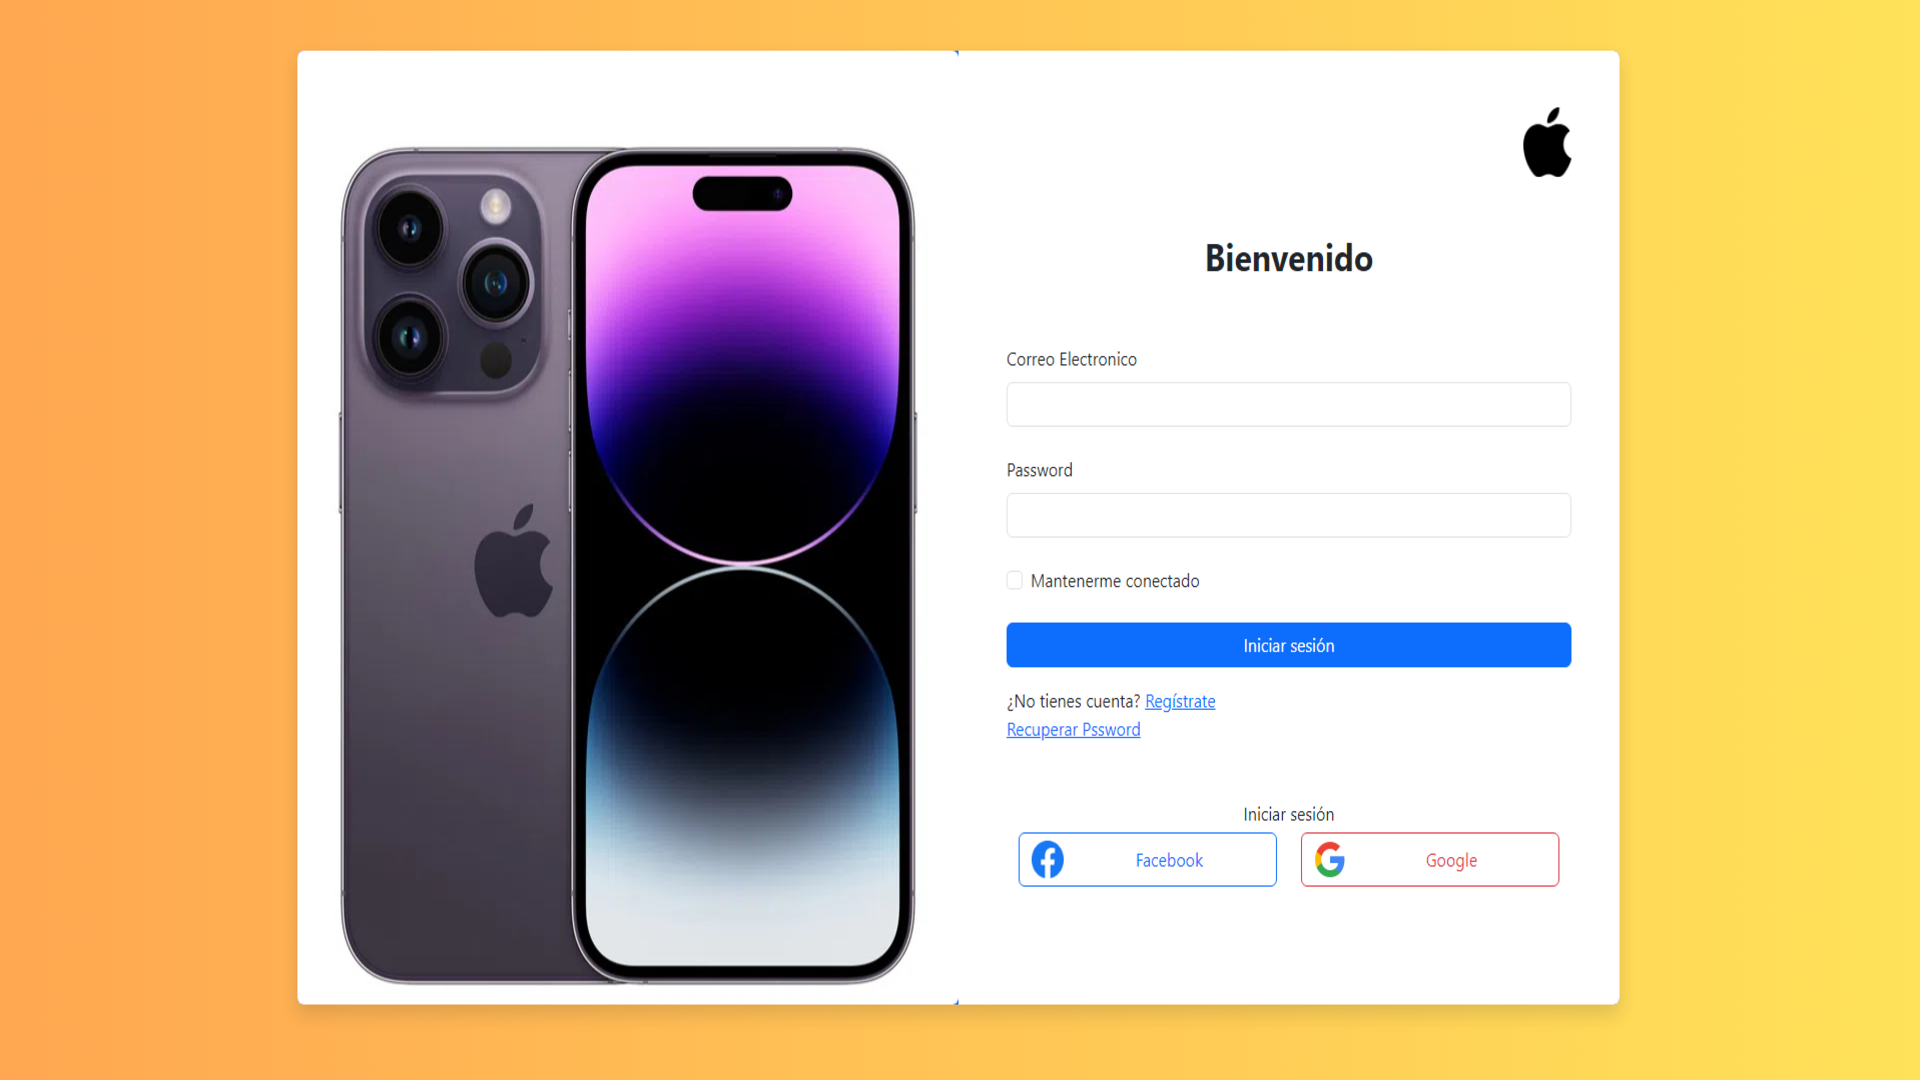 Bienvenido
Correo Electronico
Password
Mantenerme conectado
Iniciar sesión
¿No tienes cuenta? Regístrate
Recuperar Pssword
Iniciar sesión
Facebook
Google